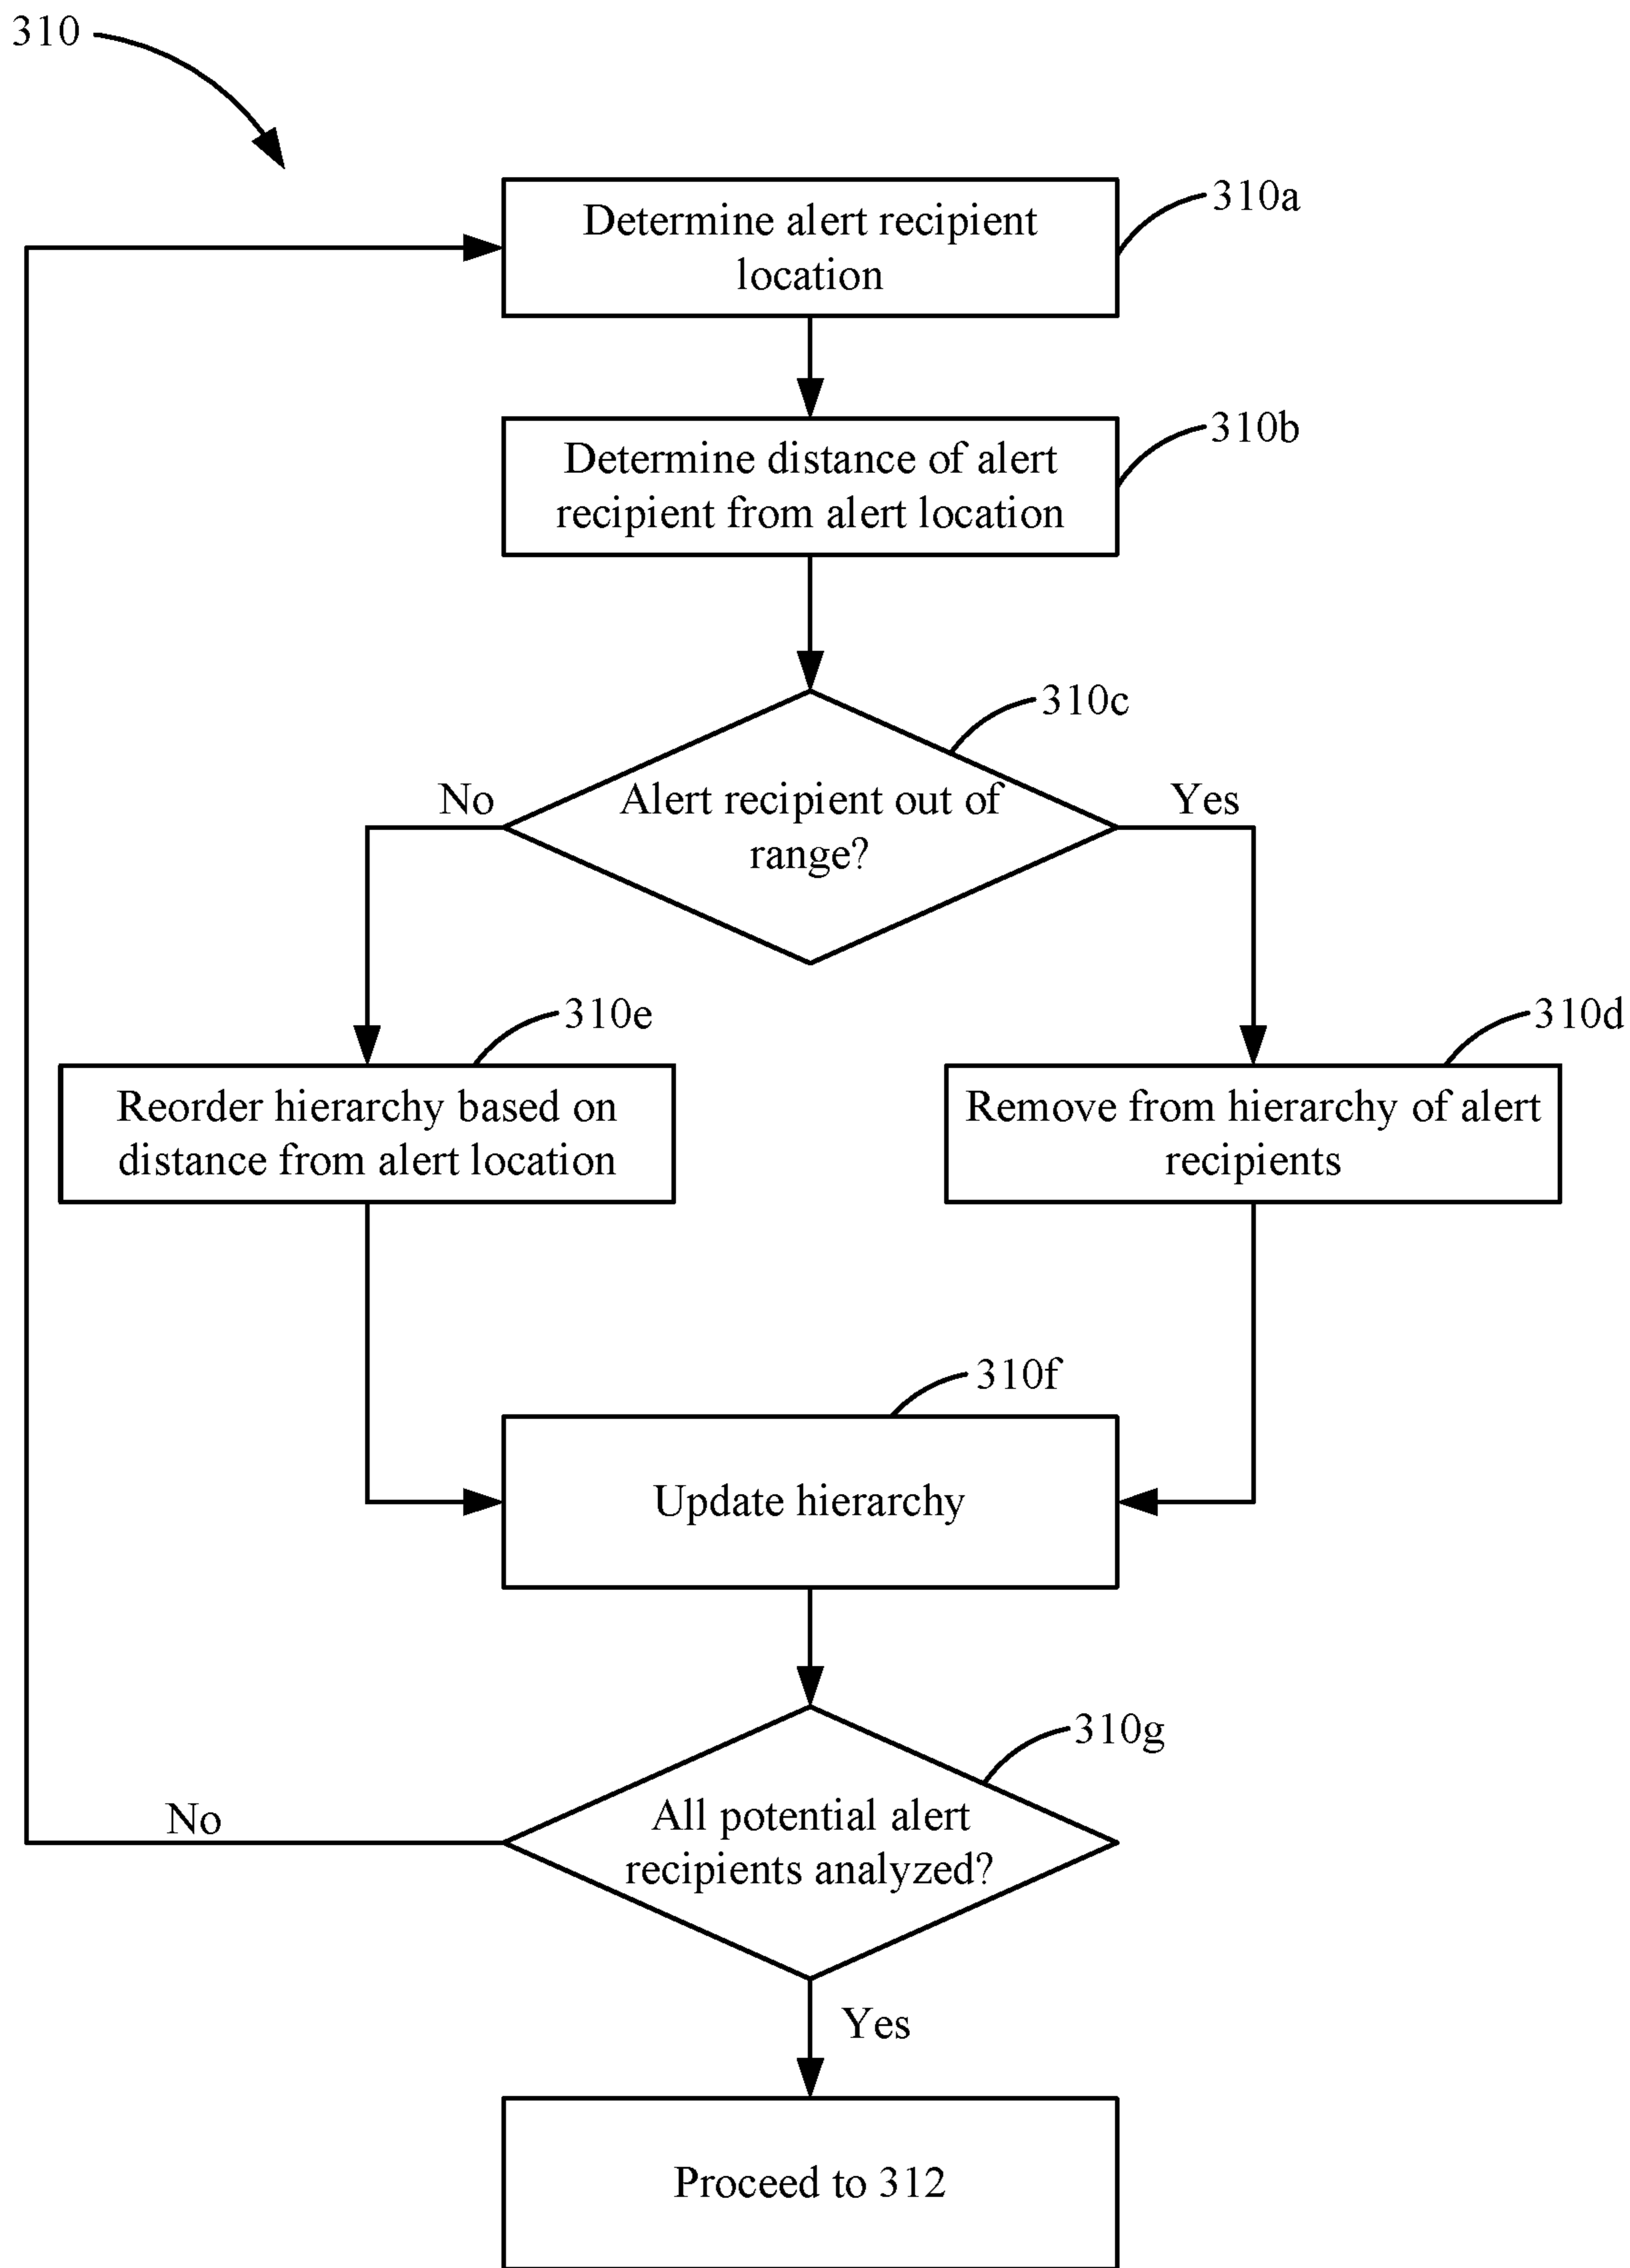 310
310a
Determine alert recipient
location
310b
Determine distance of alert
recipient from alert location
310c
No
Alert recipient out of
range?
Yes
310e
310d
Reorder hierarchy based on
distance from alert location
Remove from hierarchy of alert
recipients
310f
Update hierarchy
310g
All potential alert
recipients analyzed?
No
Yes
Proceed to 312